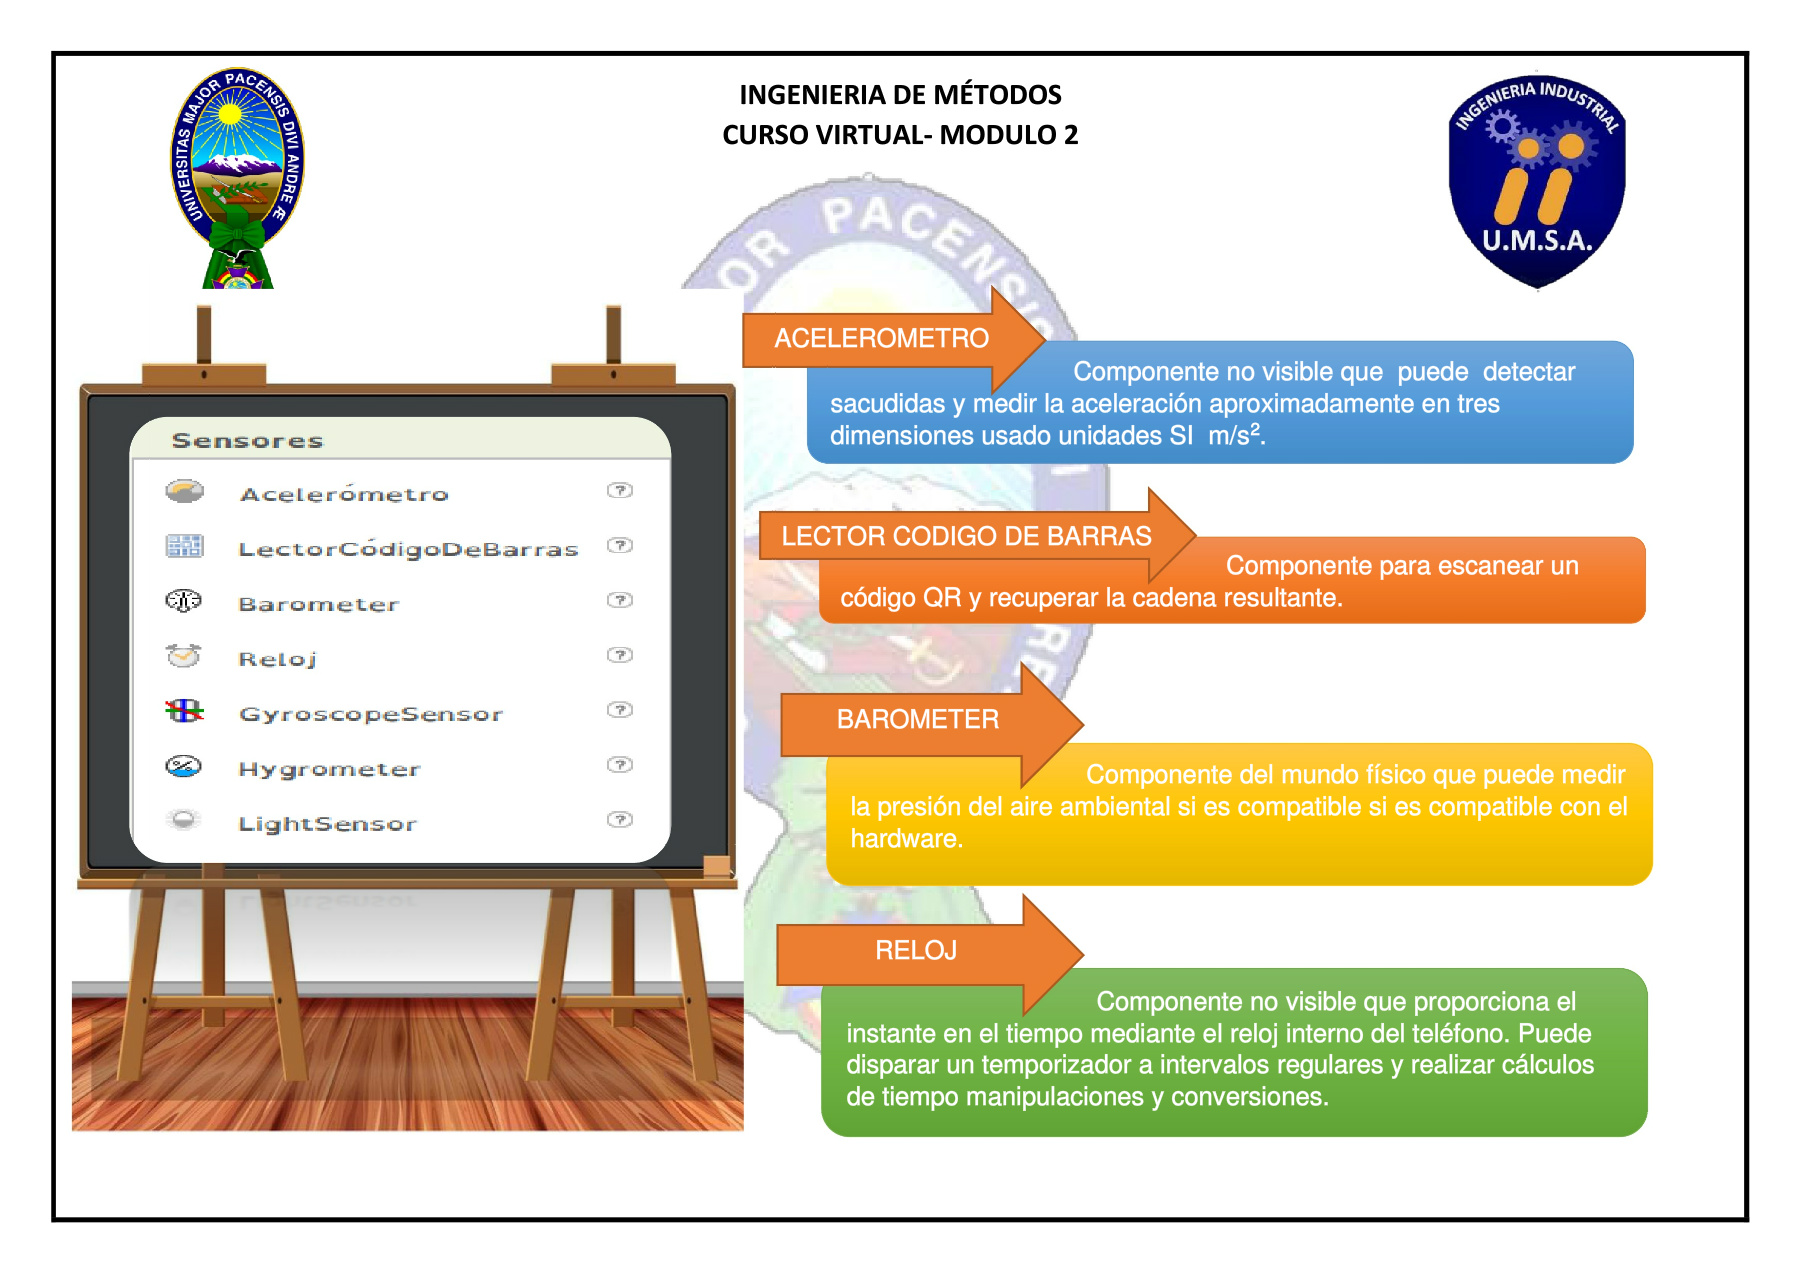 UNIVERSITAS MAJOR PACENSIS DIVI ANDRE Æ
INGENIERIA DE MÉTODOS
CURSO VIRTUAL- MODULO 2
INGENIERIA INDUSTRIAL
U.M.S.A.
Sensores
Acelerómetro
LectorCódigoDeBarras
Barometer
Reloj
GyroscopeSensor
Hygrometer
LightSensor
ACELEROMETRO
Componente no visible que puede detectar
sacudidas y medir la aceleración aproximadamente en tres
dimensiones usado unidades SI m/s².
LECTOR CODIGO DE BARRAS
Componente para escanear un
código QR y recuperar la cadena resultante.
BAROMETER
Componente del mundo físico que puede medir
la presión del aire ambiental si es compatible si es compatible con el
hardware.
RELOJ
Componente no visible que proporciona el
instante en el tiempo mediante el reloj interno del teléfono. Puede
disparar un temporizador a intervalos regulares y realizar cálculos
de tiempo manipulaciones y conversiones.